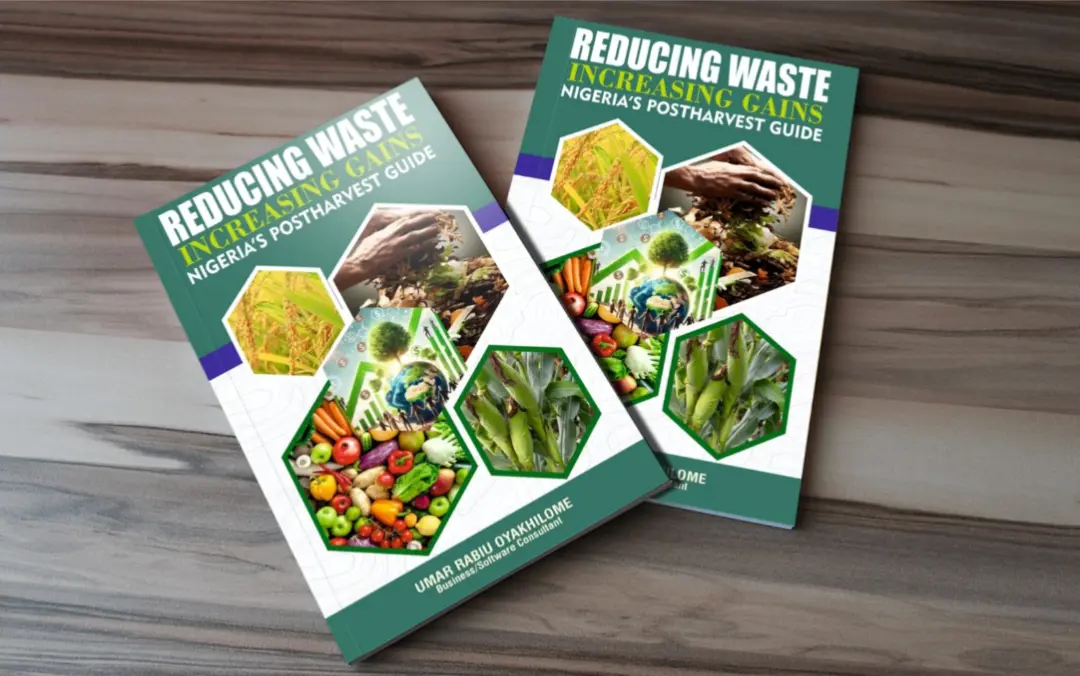 REDUCING WASTE
INCREASING GAINS
NIGERIA'S POSTHARVEST GUIDE
UMAR RABIU OYAKHILOME
Business/Software Consultant
REDUCING WASTE
INCREASING GAINS
NIGERIA'S POSTHARVEST GUIDE